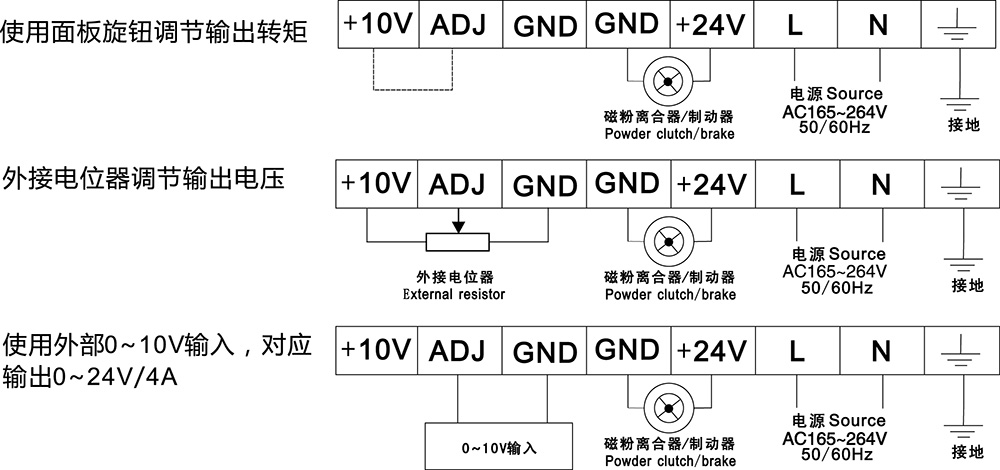 使用面板旋钮调节输出转矩
+10V ADJ GND GND +24V L N
磁粉离合器/制动器
Powder clutch/brake
电源 Source
AC165~264V
50/60Hz
接地
外接电位器调节输出电压
+10V ADJ GND GND +24V L N
外接电位器
External resistor
磁粉离合器/制动器
Powder clutch/brake
电源 Source
AC165~264V
50/60Hz
接地
使用外部0~10V输入，对应
输出0~24V/4A
+10V ADJ GND GND +24V L N
0~10V输入
磁粉离合器/制动器
Powder clutch/brake
电源 Source
AC165~264V
50/60Hz
接地